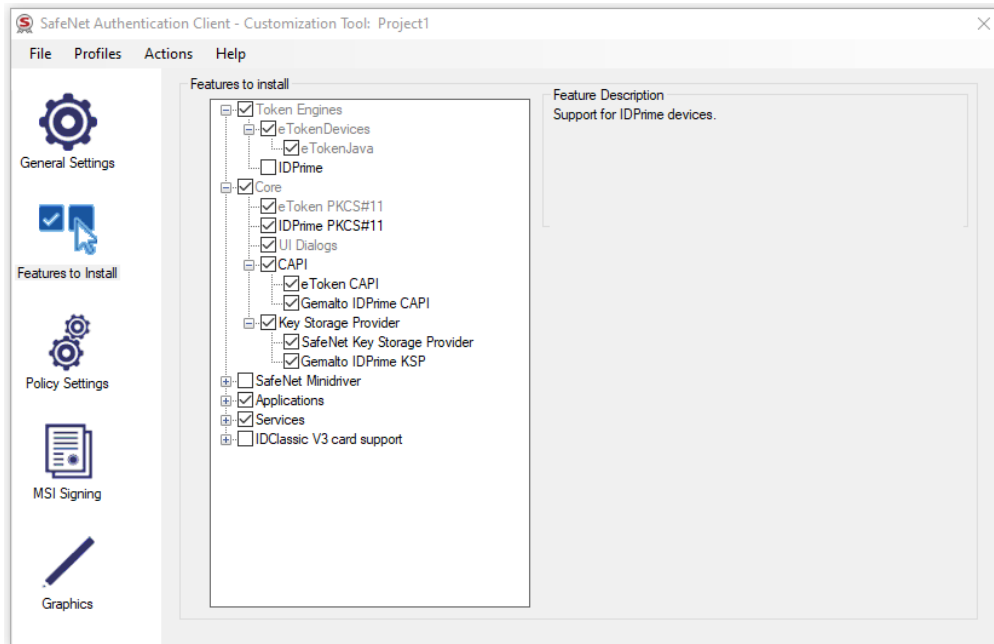 SafeNet Authentication Client - Customization Tool: Project1
File Profiles Actions Help
General Settings
Features to Install
Policy Settings
MSI Signing
Graphics
Features to install
Token Engines
eTokenDevices
eTokenJava
IDPrime
Core
eToken PKCS#11
IDPrime PKCS#11
UI Dialogs
CAPI
eToken CAPI
Gemalto IDPrime CAPI
Key Storage Provider
SafeNet Key Storage Provider
Gemalto IDPrime KSP
SafeNet Minidriver
Applications
Services
IDClassic V3 card support
Feature Description
Support for IDPrime devices.